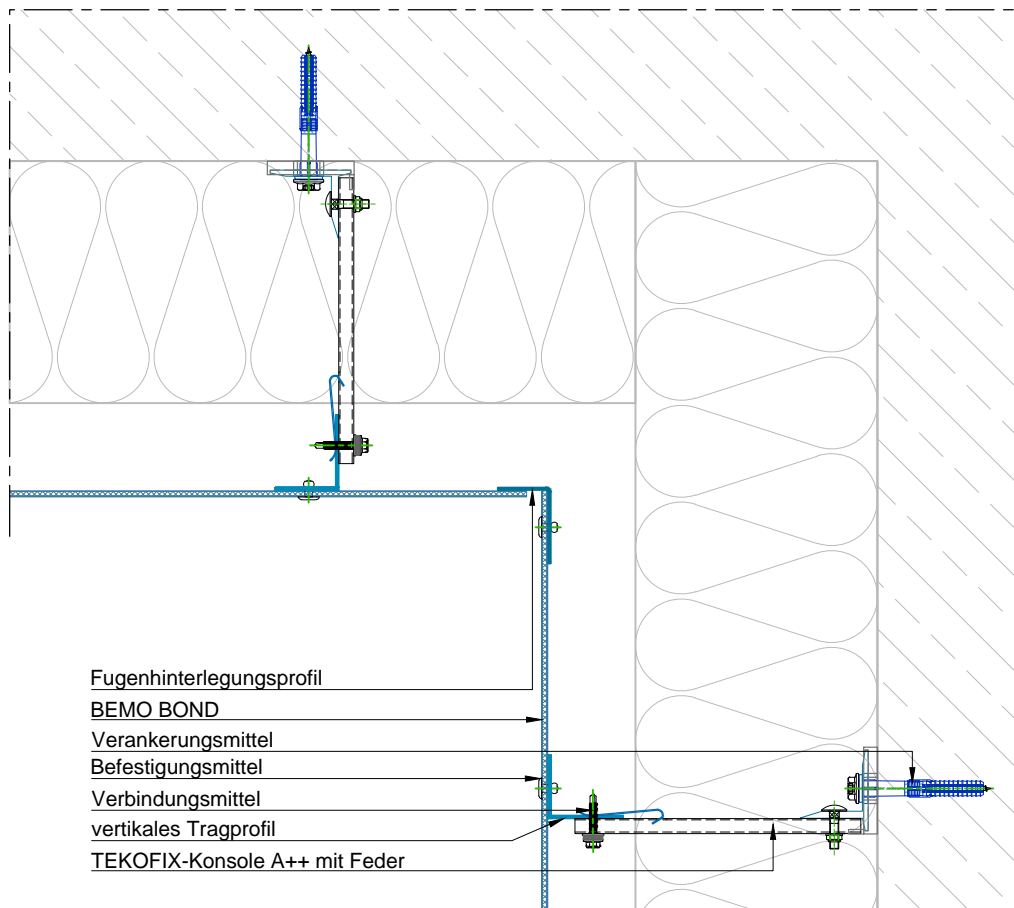 Fugenhinterlegungsprofil
BEMO BOND
Verankerungsmittel
Befestigungsmittel
Verbindungsmittel
vertikales Tragprofil
TEKOFIX-Konsole A++ mit Feder